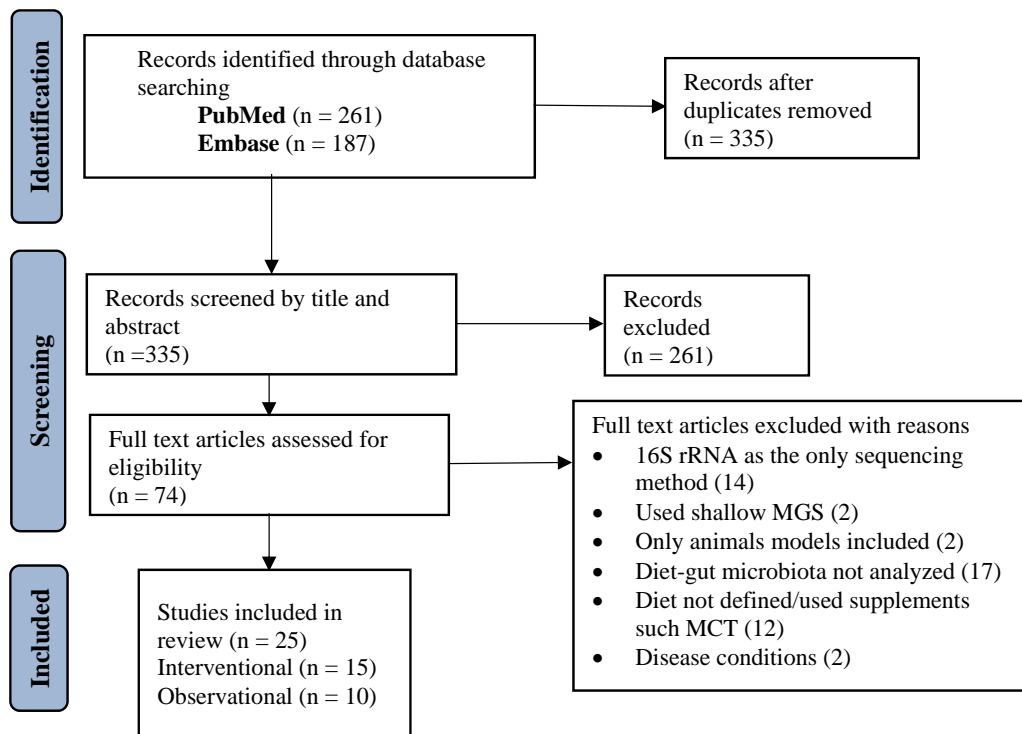 Identification
Records identified through database
searching
PubMed (n = 261)
Embase (n = 187)
Records after
duplicates removed
(n = 335)
Screening
Records screened by title and
abstract
(n =335)
Records
excluded
(n = 261)
Full text articles assessed for
eligibility
(n = 74)
Full text articles excluded with reasons
• 16S rRNA as the only sequencing
method (14)
• Used shallow MGS (2)
• Only animals models included (2)
• Diet-gut microbiota not analyzed (17)
• Diet not defined/used supplements
such MCT (12)
• Disease conditions (2)
Included
Studies included in
review (n = 25)
Interventional (n = 15)
Observational (n = 10)